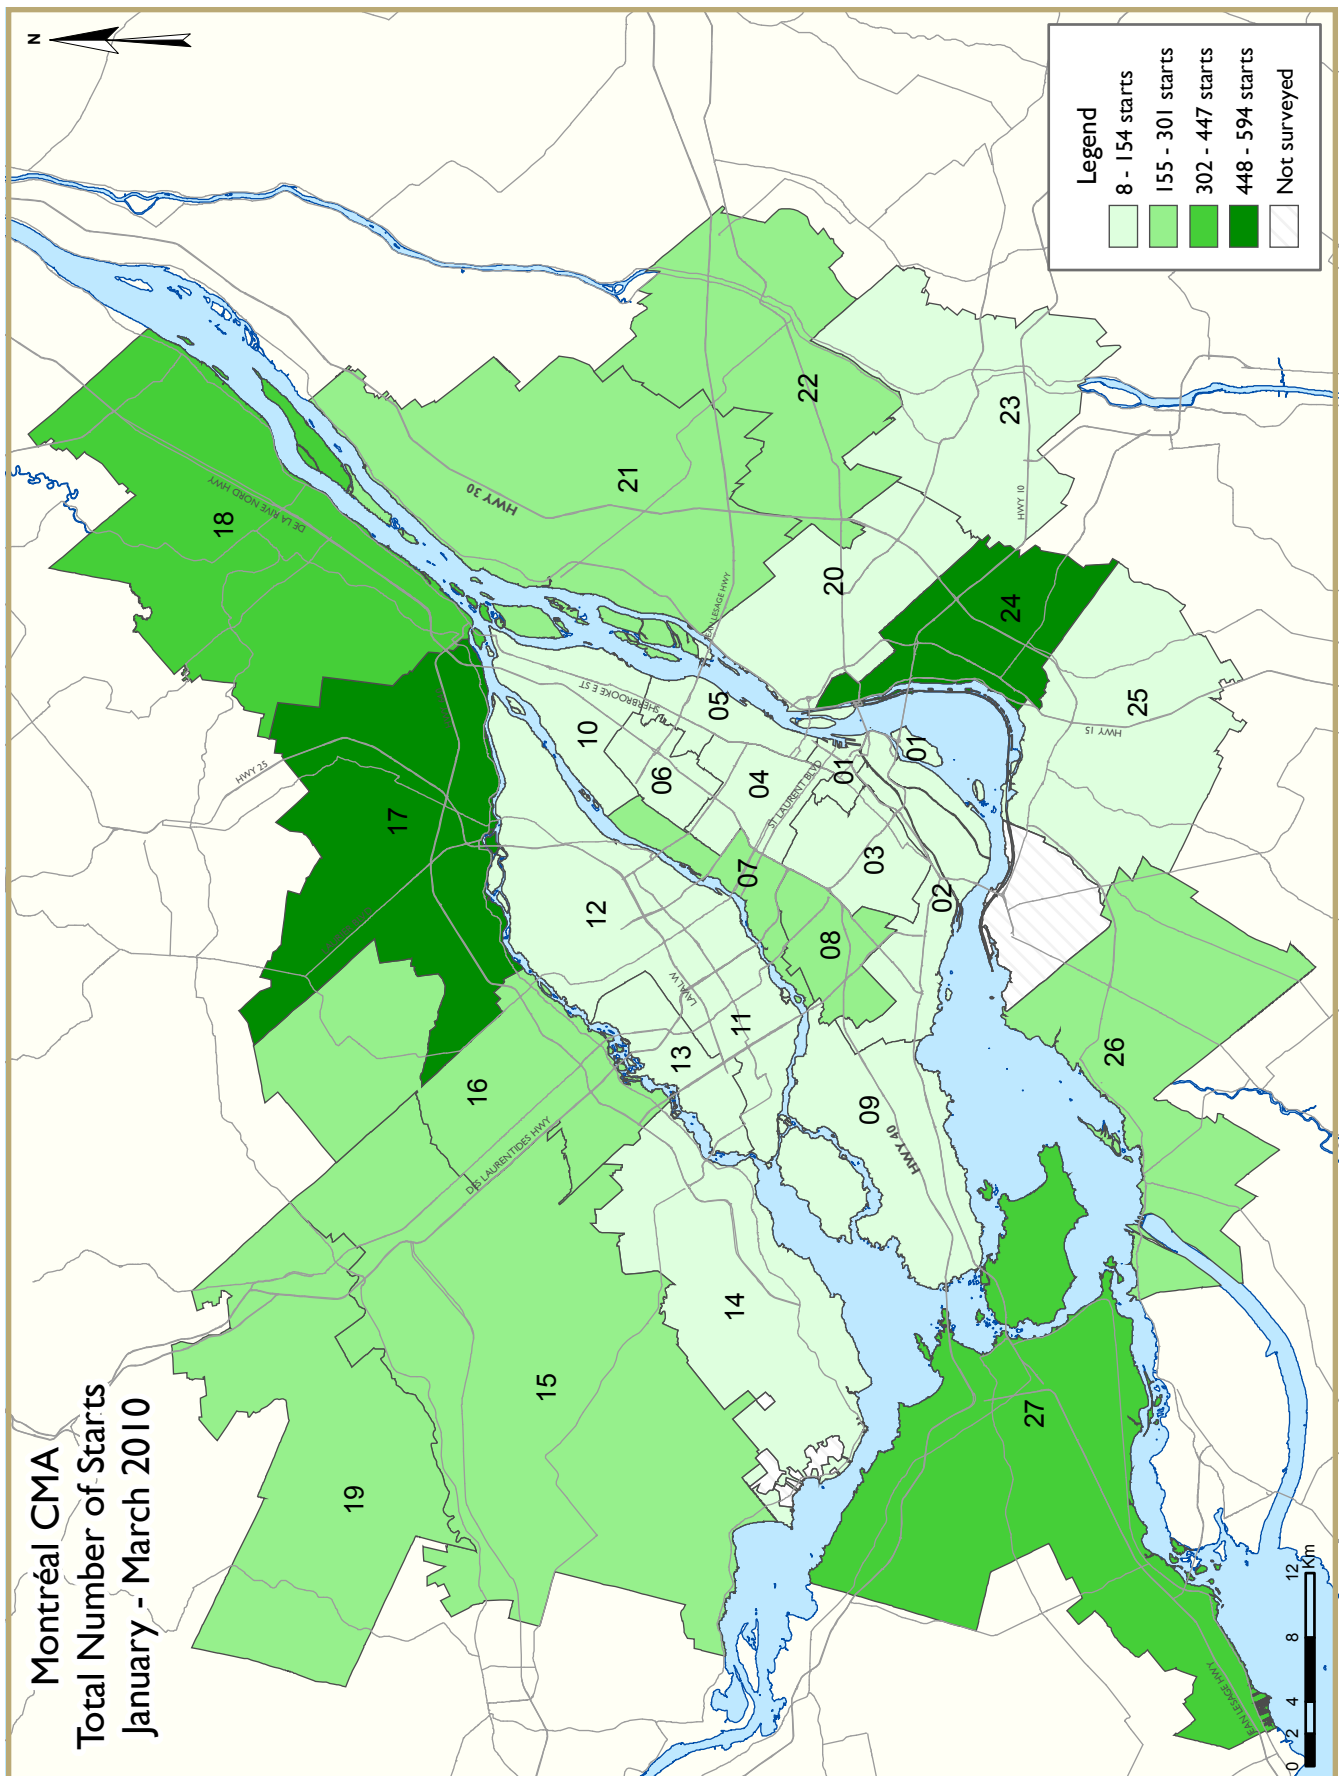 Montréal CMA
Total Number of Starts
January - March 2010
N
Legend
8 - 154 starts
155 - 301 starts
302 - 447 starts
448 - 594 starts
Not surveyed
19
15
14
27
16
13
11
12
17
18
09
08
07
03
02
01
01
04
06
10
05
26
25
24
20
21
22
23
DES LAURENTIDES HWY
HWY 25
DE LA RIVE NORD HWY
HWY 30
SHERBROOKE E ST
ST LAURENT BLVD
LAVAL W
HWY 40
HWY 10
HWY 15
JEAN LESAGE HWY
0 2 4 8 12
Km